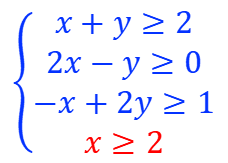 x + y ≥ 2
2x − y ≥ 0
−x + 2y ≥ 1
x ≥ 2